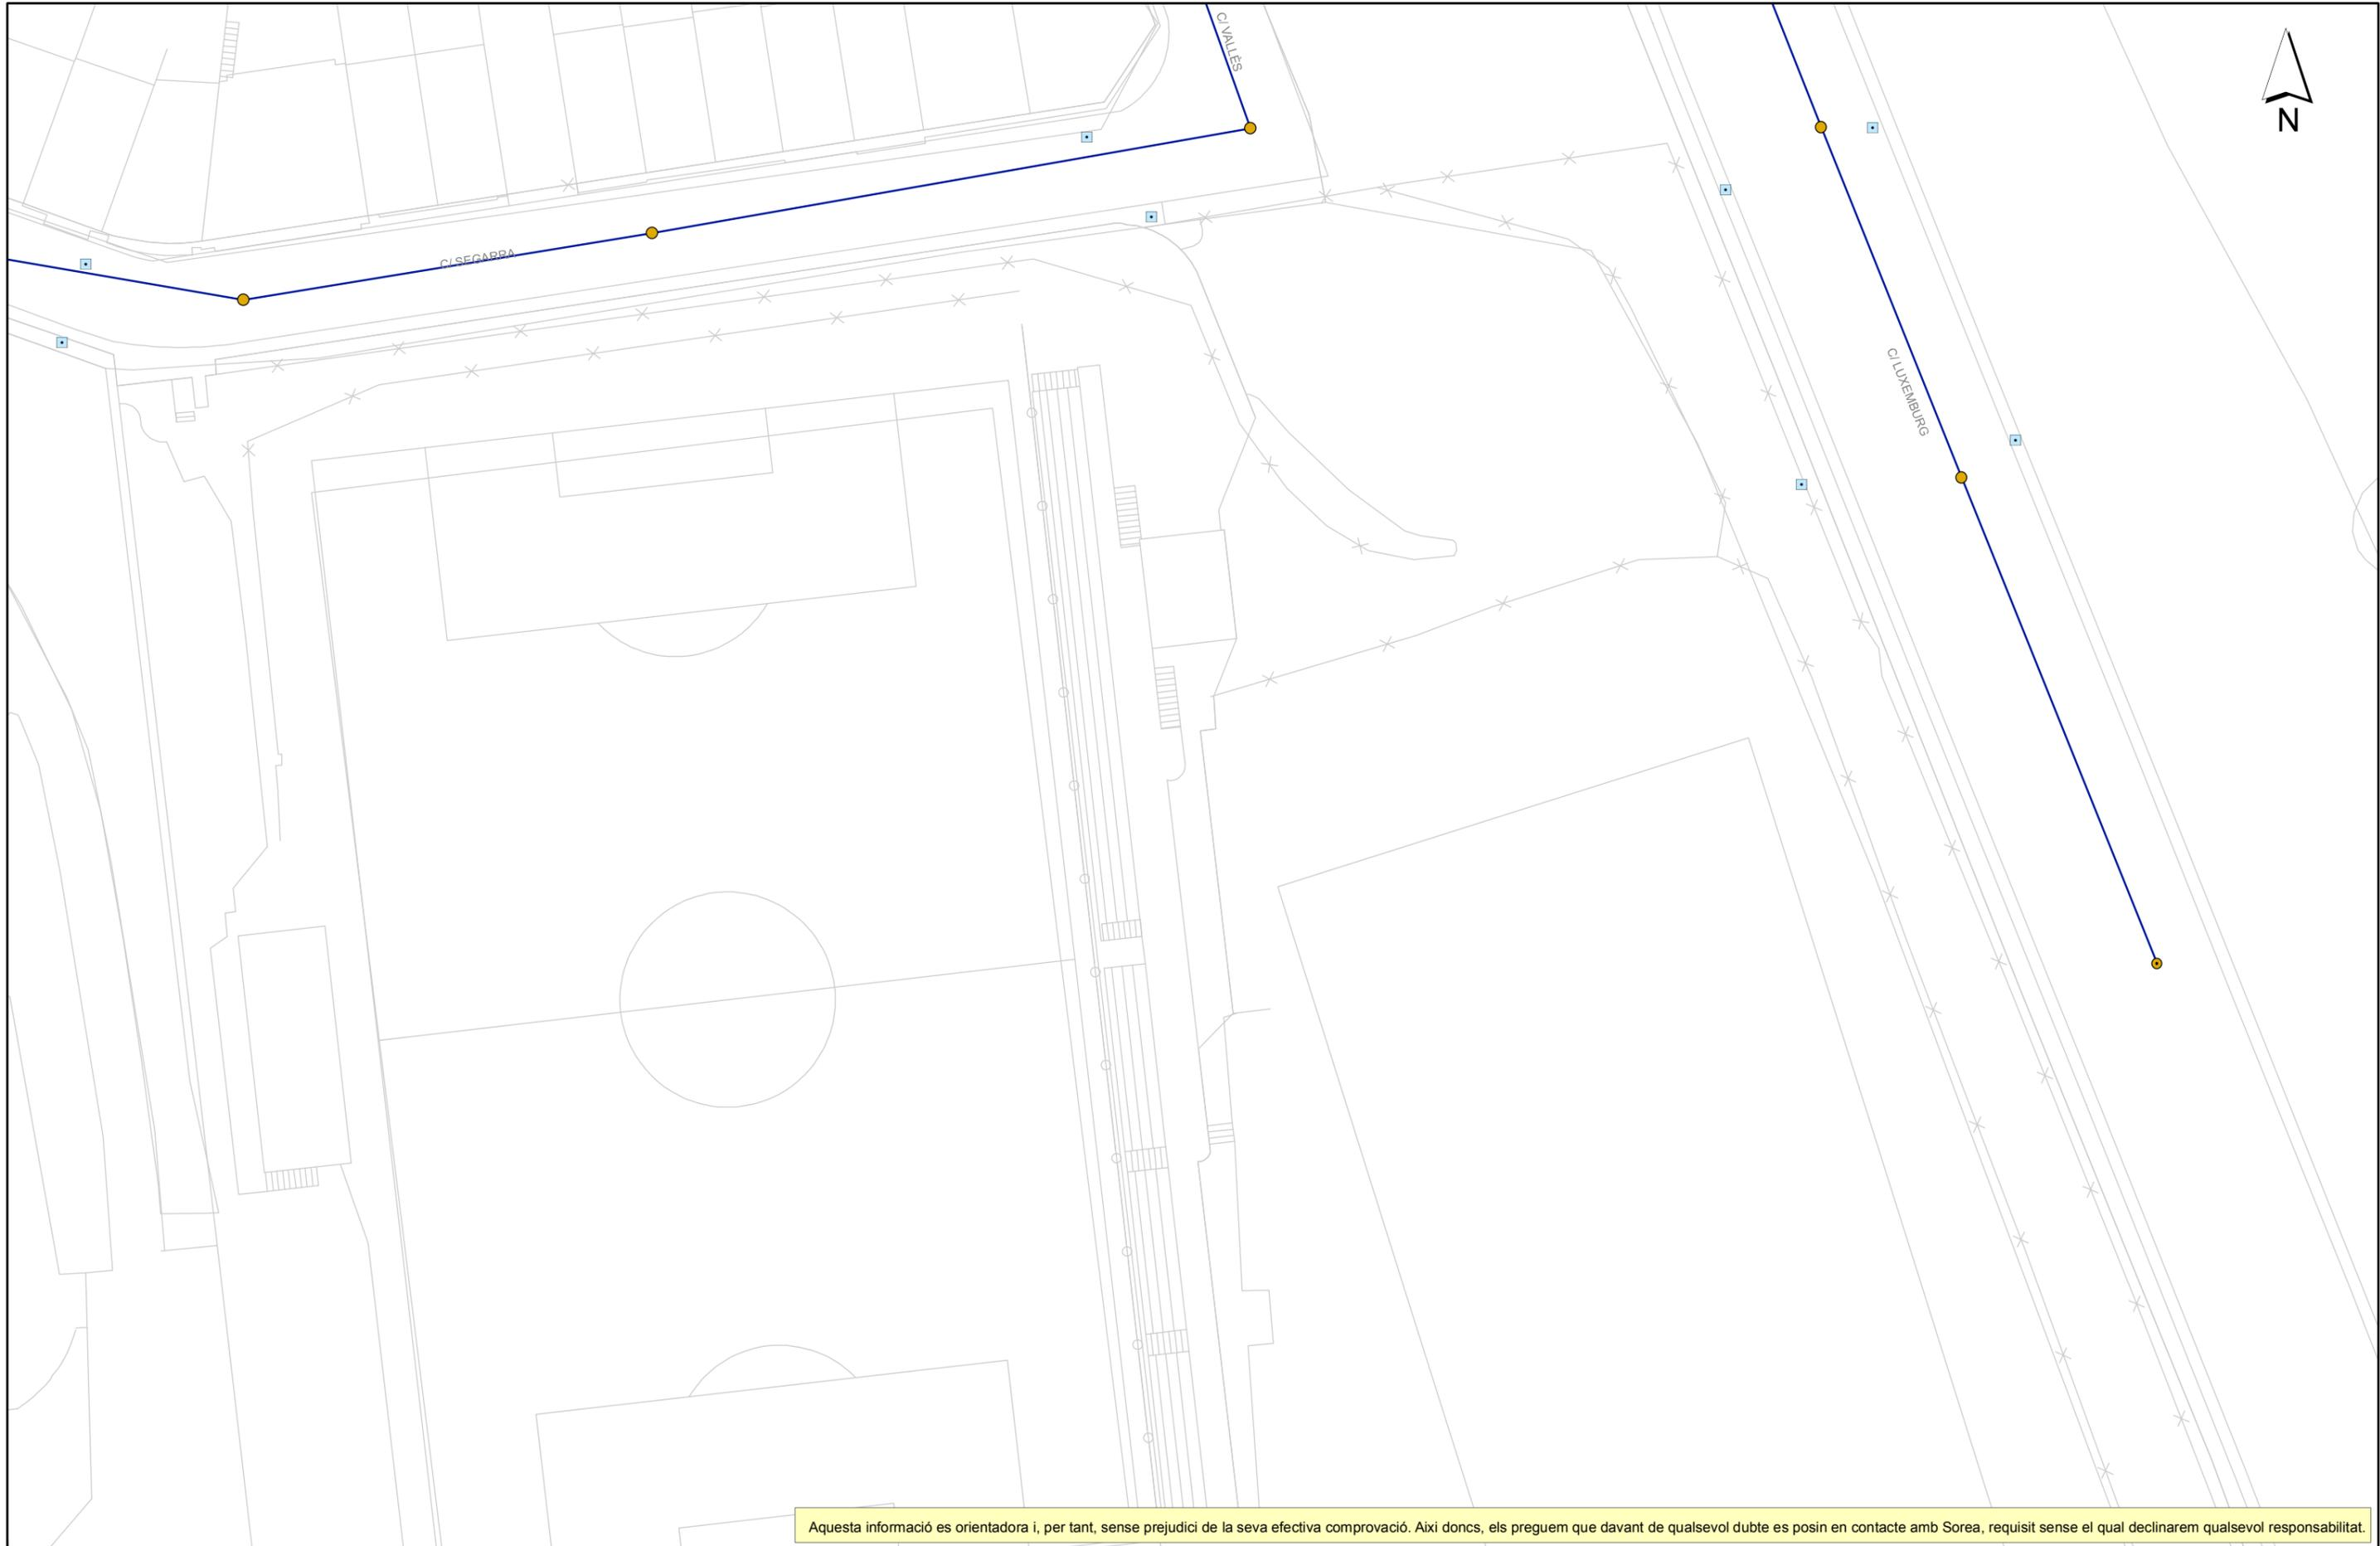 C/ VALLÈS
N
C/ SEGARRA
C/ LUXEMBURG
Aquesta informació es orientadora i, per tant, sense prejudici de la seva efectiva comprovació. Aixi doncs, els preguem que davant de qualsevol dubte es posin en contacte amb Sorea, requisit sense el qual declinarem qualsevol responsabilitat.